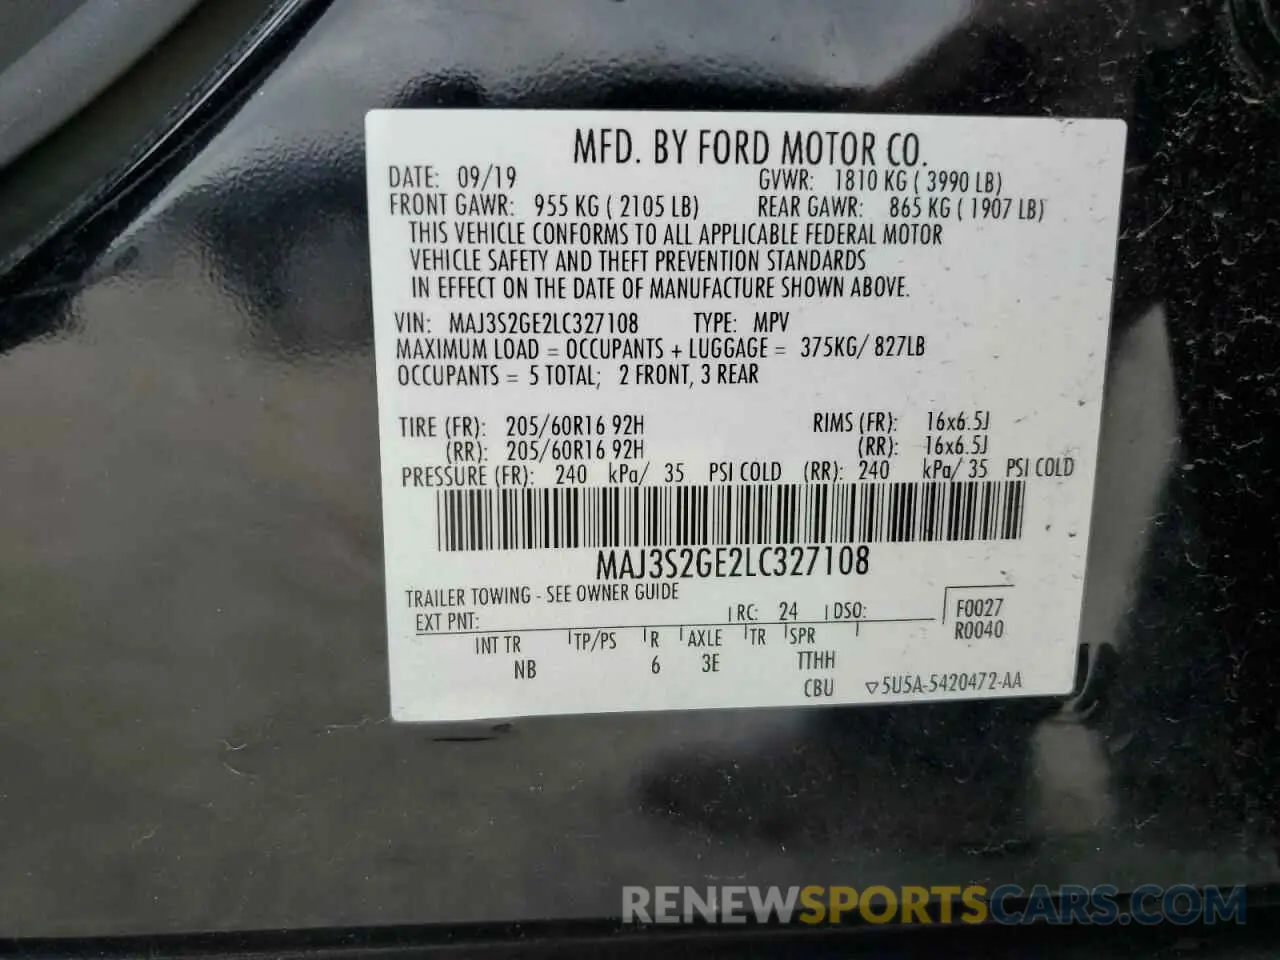 MFD. BY FORD MOTOR CO.
DATE: 09/19 GVWR: 1810 KG ( 3990 LB)
FRONT GAWR: 955 KG ( 2105 LB) REAR GAWR: 865 KG ( 1907 LB)
THIS VEHICLE CONFORMS TO ALL APPLICABLE FEDERAL MOTOR
VEHICLE SAFETY AND THEFT PREVENTION STANDARDS
IN EFFECT ON THE DATE OF MANUFACTURE SHOWN ABOVE.
VIN: MAJ3S2GE2LC327108 TYPE: MPV
MAXIMUM LOAD = OCCUPANTS + LUGGAGE = 375KG/ 827LB
OCCUPANTS = 5 TOTAL; 2 FRONT, 3 REAR
TIRE (FR): 205/60R16 92H RIMS (FR): 16x6.5J
(RR): 205/60R16 92H (RR): 16x6.5J
PRESSURE (FR): 240 kPa/ 35 PSI COLD (RR): 240 kPa/ 35 PSI COLD
MAJ3S2GE2LC327108
TRAILER TOWING - SEE OWNER GUIDE
EXT PNT: RC: 24 DSO: F0027
R0040
INT TR TP/PS R AXLE TR SPR
NB 6 3E TTHH
CBU ▽5U5A-5420472-AA
RENEWSPORTSCARS.COM